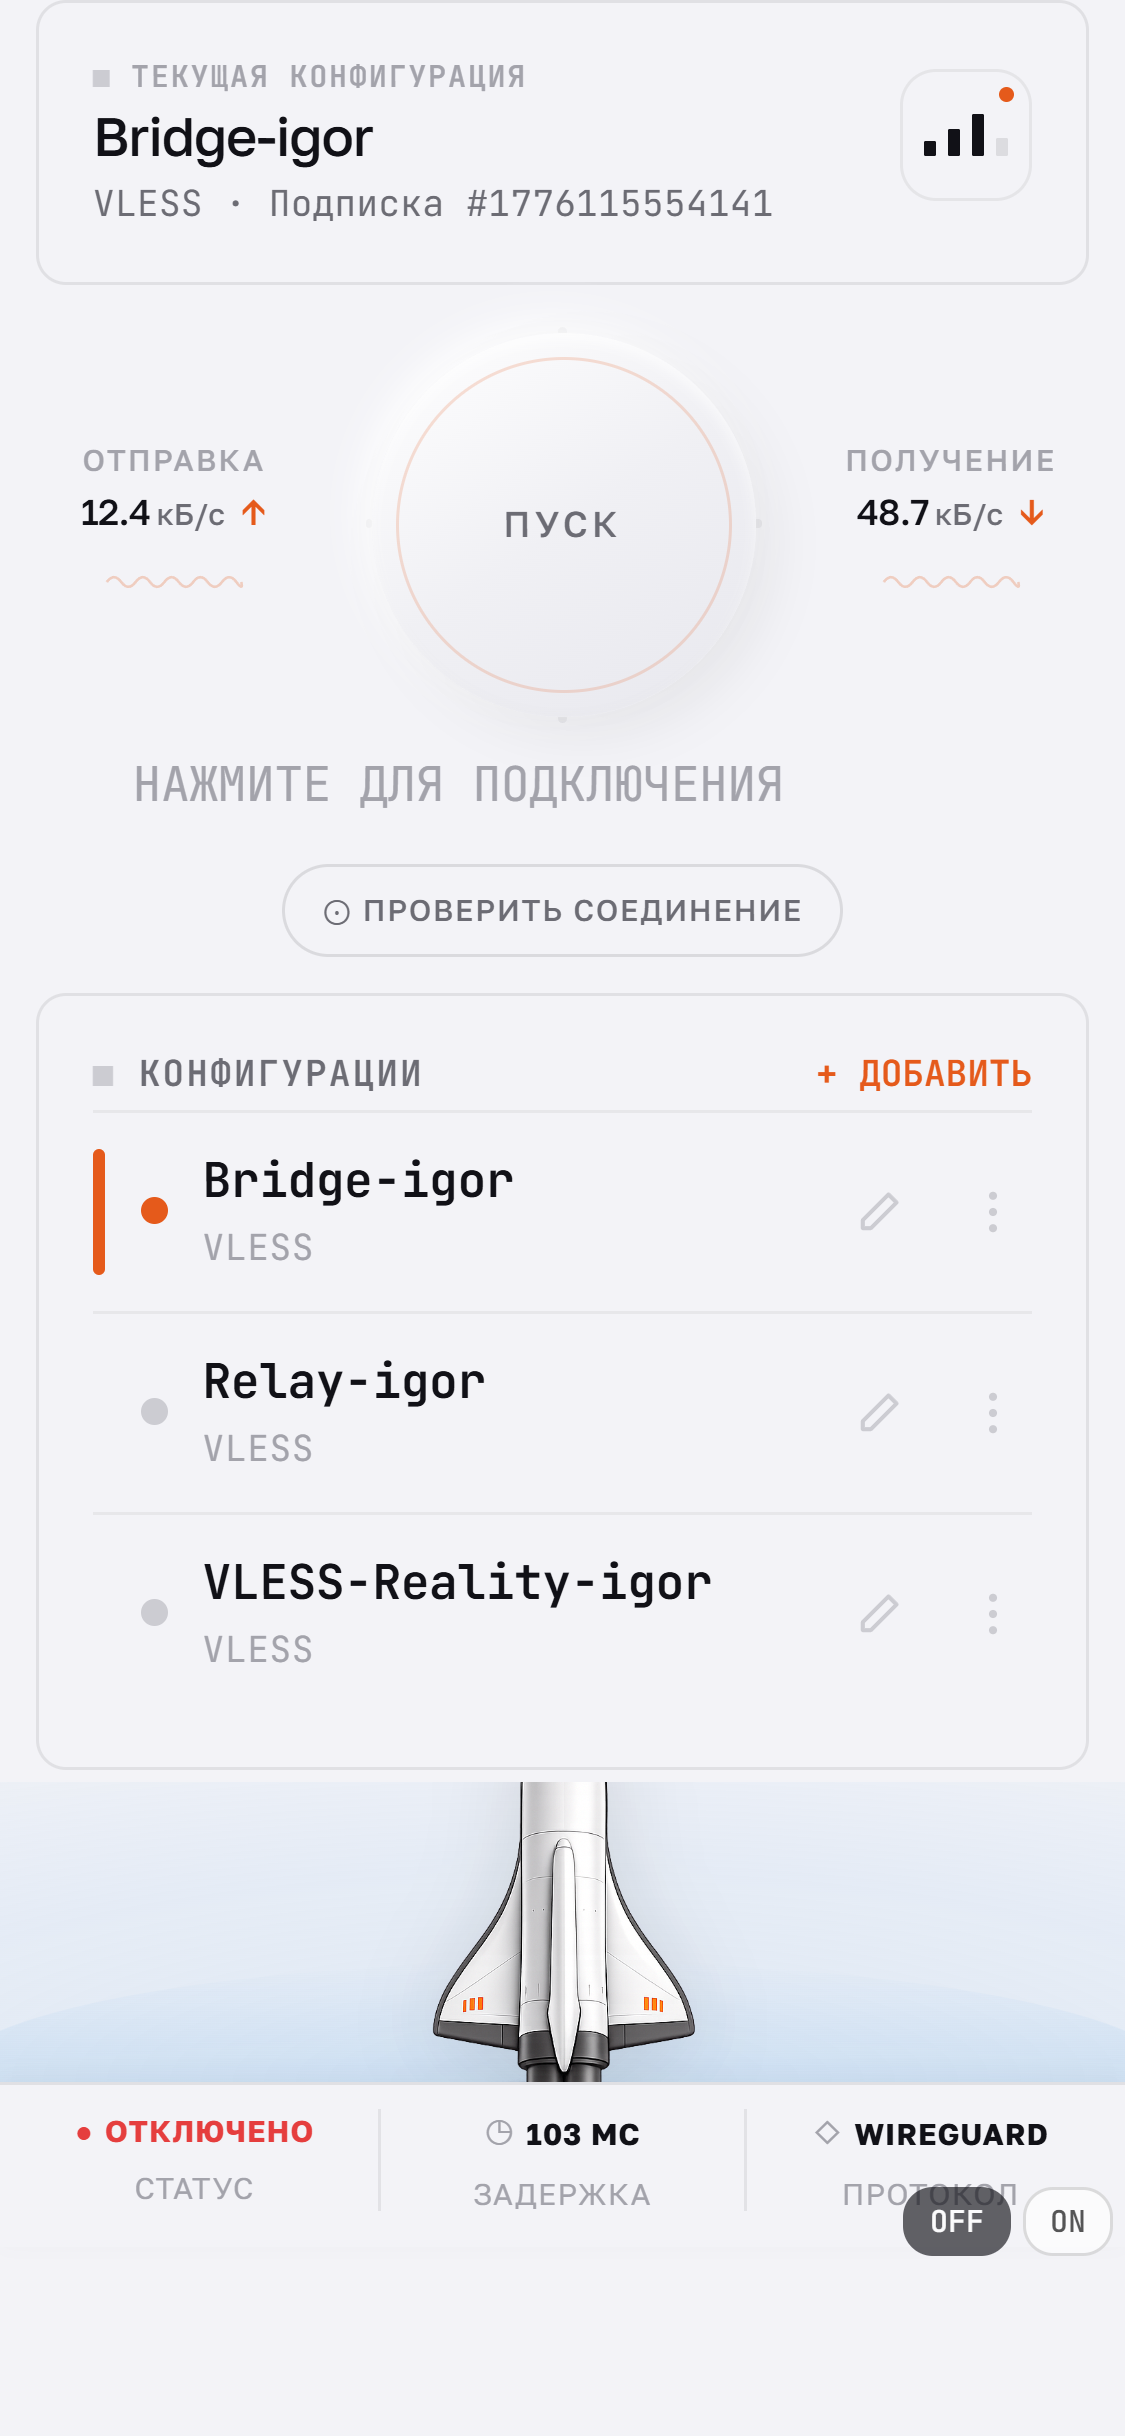 ТЕКУЩАЯ КОНФИГУРАЦИЯ
Bridge-igor
VLESS · Подписка #1776115554141
ОТПРАВКА
12.4 кБ/с ↑
ПУСК
ПОЛУЧЕНИЕ
48.7 кБ/с ↓
НАЖМИТЕ ДЛЯ ПОДКЛЮЧЕНИЯ
ПРОВЕРИТЬ СОЕДИНЕНИЕ
КОНФИГУРАЦИИ
+ ДОБАВИТЬ
Bridge-igor
VLESS
Relay-igor
VLESS
VLESS-Reality-igor
VLESS
ОТКЛЮЧЕНО
СТАТУС
103 МС
ЗАДЕРЖКА
WIREGUARD
ПРОТОКОЛ
OFF
ON